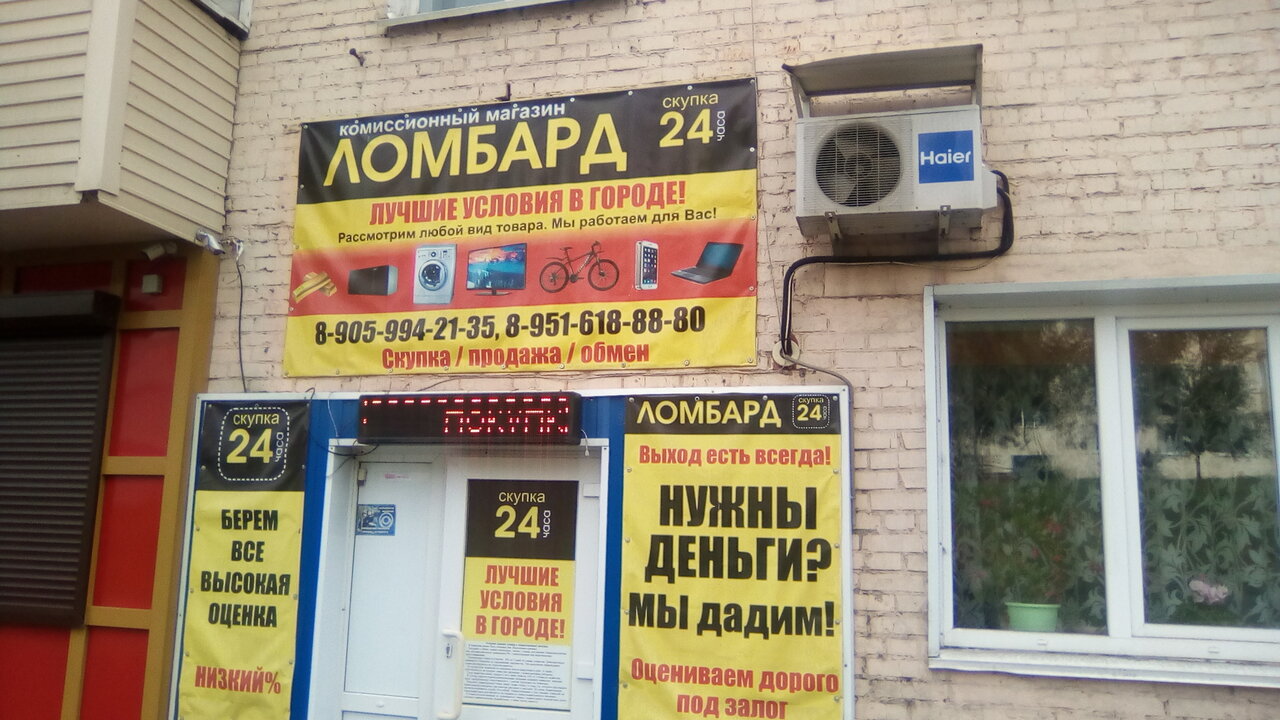 комиссионный магазин
ЛОМБАРД
скупка
24 часа
ЛУЧШИЕ УСЛОВИЯ В ГОРОДЕ!
Рассмотрим любой вид товара. Мы работаем для Вас!
8-905-994-21-35, 8-951-618-88-80
Скупка / продажа / обмен
Haier
скупка
24 часа
БЕРЕМ
ВСЕ
ВЫСОКАЯ
ОЦЕНКА
НИЗКИЙ%
скупка
24 часа
ЛУЧШИЕ
УСЛОВИЯ
В ГОРОДЕ!
ЛОМБАРД
скупка
24 часа
Выход есть всегда!
НУЖНЫ
ДЕНЬГИ?
МЫ дадим!
Оцениваем дорого
под залог